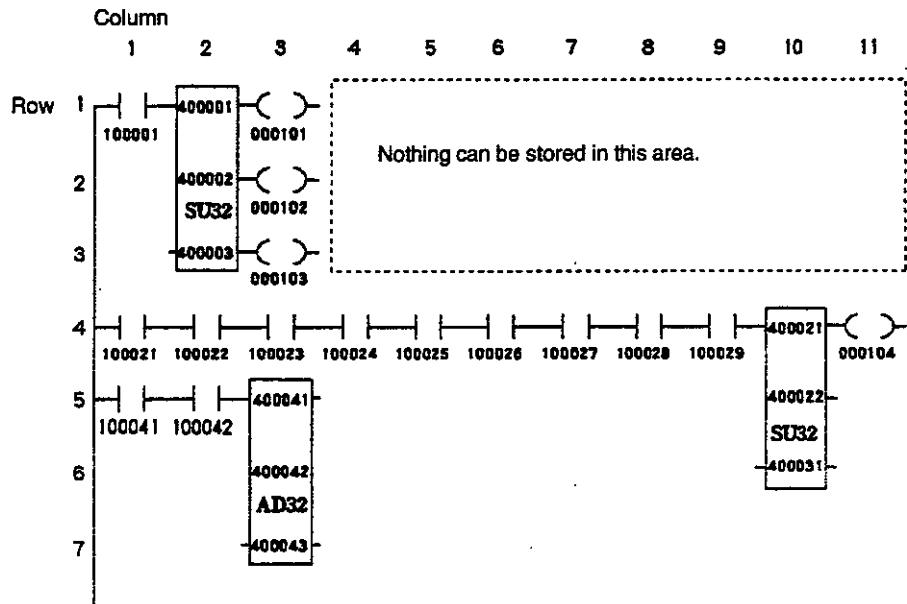 Column
1 2 3 4 5 6 7 8 9 10 11
Row 1 400001
100001 000101
Nothing can be stored in this area.
2 400002
SU32 000102
3 400003
000103
4 400021
100021 100022 100023 100024 100025 100026 100027 100028 100029 000104
5 400041 400022
100041 100042
SU32
6 400042 400031
AD32
7 400043